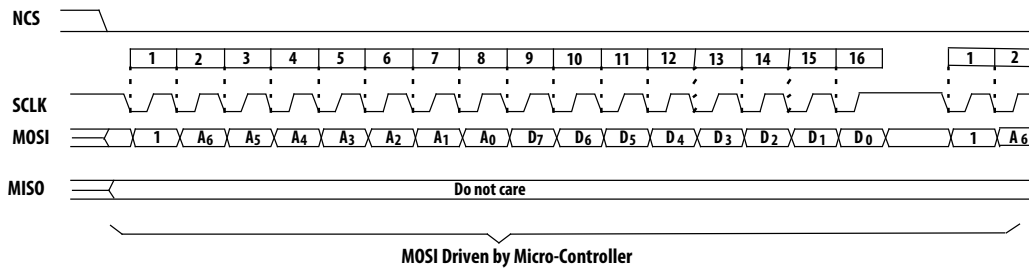 NCS
1 2 3 4 5 6 7 8 9 10 11 12 13 14 15 16 1 2
SCLK
MOSI 1 A6 A5 A4 A3 A2 A1 A0 D7 D6 D5 D4 D3 D2 D1 D0 1 A6
MISO Do not care
MOSI Driven by Micro-Controller